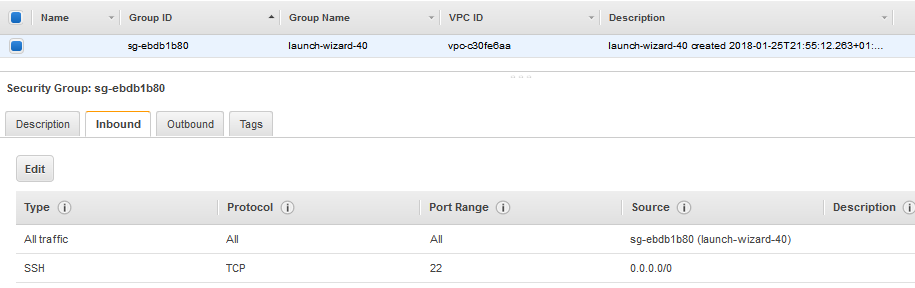 Name Group ID Group Name VPC ID Description
sg-ebdb1b80 launch-wizard-40 vpc-c30fe6aa launch-wizard-40 created 2018-01-25T21:55:12.263+01:...
Security Group: sg-ebdb1b80
Description Inbound Outbound Tags
Edit
Type Protocol Port Range Source Description
All traffic All All sg-ebdb1b80 (launch-wizard-40)
SSH TCP 22 0.0.0.0/0